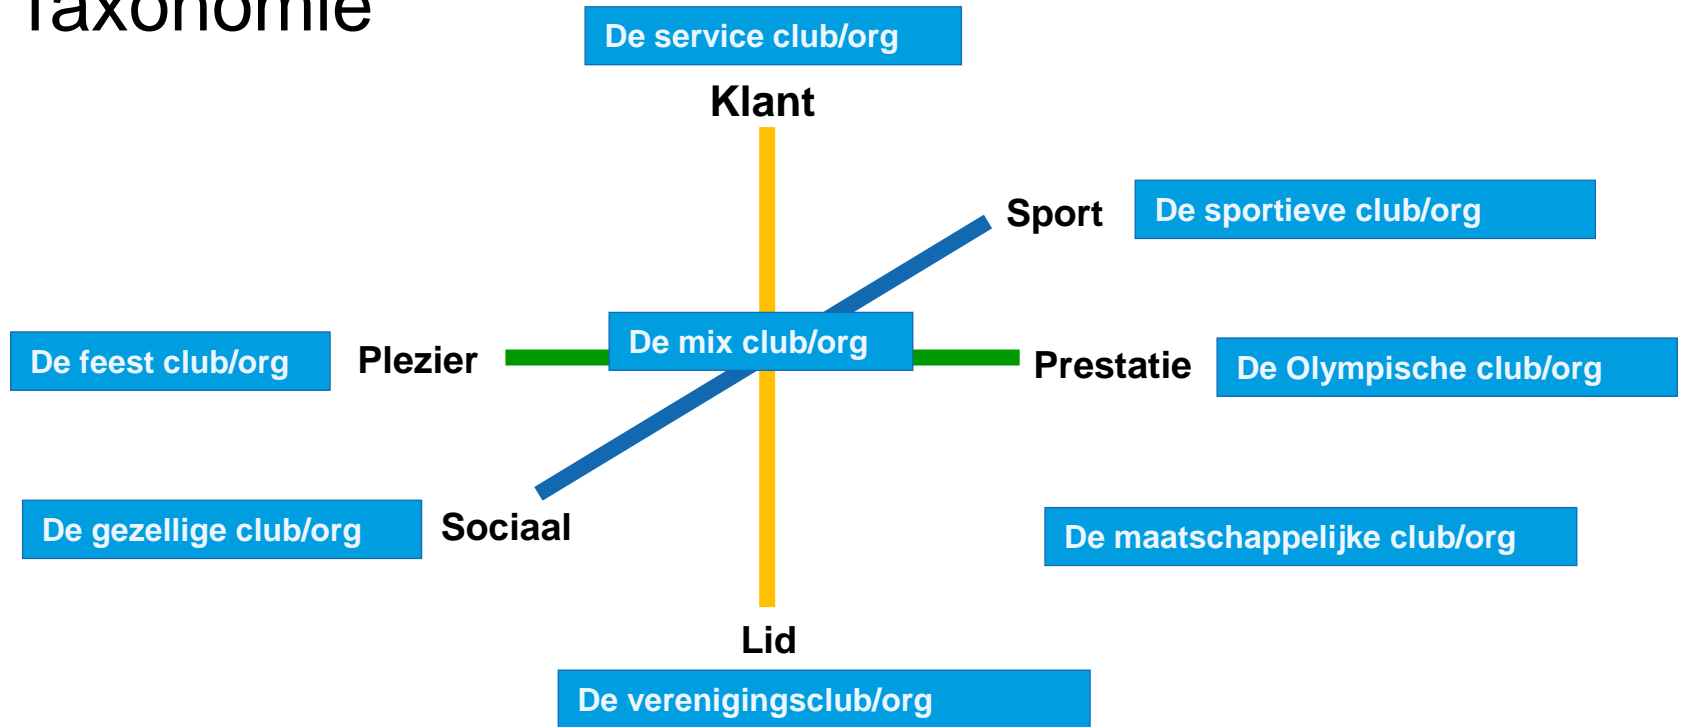 Taxonomie
De service club/org
Klant
Sport
De sportieve club/org
De mix club/org
De feest club/org
Plezier
Prestatie
De Olympische club/org
De gezellige club/org
Sociaal
De maatschappelijke club/org
Lid
De verenigingsclub/org